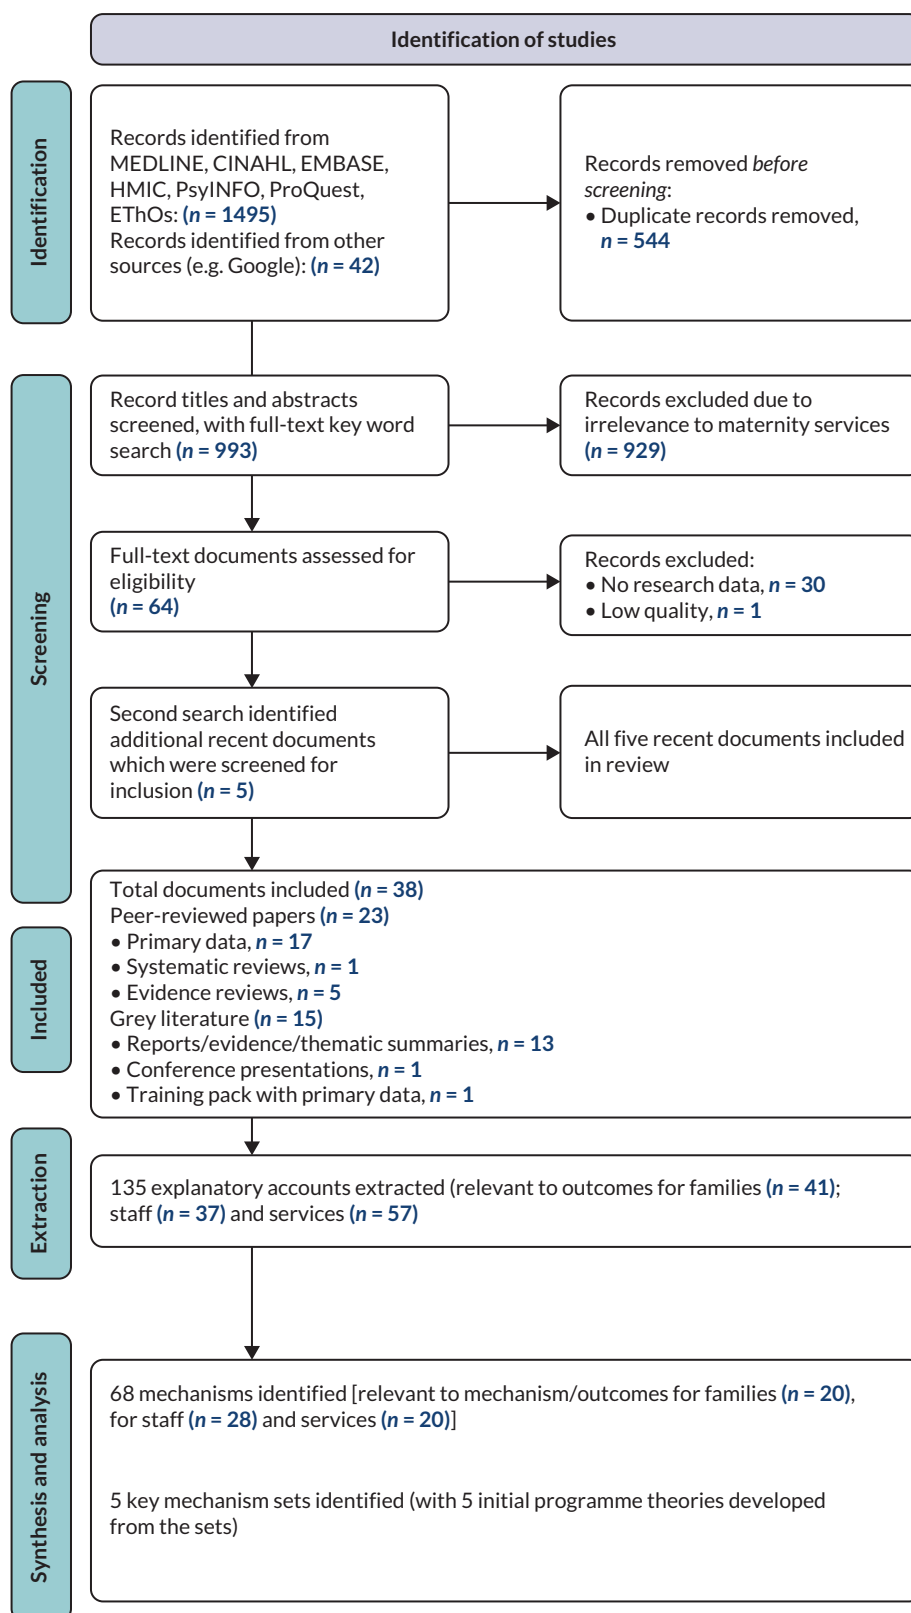 Identification of studies
Identification
Records identified from
MEDLINE, CINAHL, EMBASE,
HMIC, PsyINFO, ProQuest,
EThOs: (n = 1495)
Records identified from other
sources (e.g. Google): (n = 42)
Records removed before
screening:
• Duplicate records removed,
n = 544
Screening
Record titles and abstracts
screened, with full-text key word
search (n = 993)
Records excluded due to
irrelevance to maternity services
(n = 929)
Full-text documents assessed for
eligibility
(n = 64)
Records excluded:
• No research data, n = 30
• Low quality, n = 1
Second search identified
additional recent documents
which were screened for
inclusion (n = 5)
All five recent documents included
in review
Included
Total documents included (n = 38)
Peer-reviewed papers (n = 23)
• Primary data, n = 17
• Systematic reviews, n = 1
• Evidence reviews, n = 5
Grey literature (n = 15)
• Reports/evidence/thematic summaries, n = 13
• Conference presentations, n = 1
• Training pack with primary data, n = 1
Extraction
135 explanatory accounts extracted (relevant to outcomes for families (n = 41);
staff (n = 37) and services (n = 57)
Synthesis and analysis
68 mechanisms identified [relevant to mechanism/outcomes for families (n = 20),
for staff (n = 28) and services (n = 20)]
5 key mechanism sets identified (with 5 initial programme theories developed
from the sets)